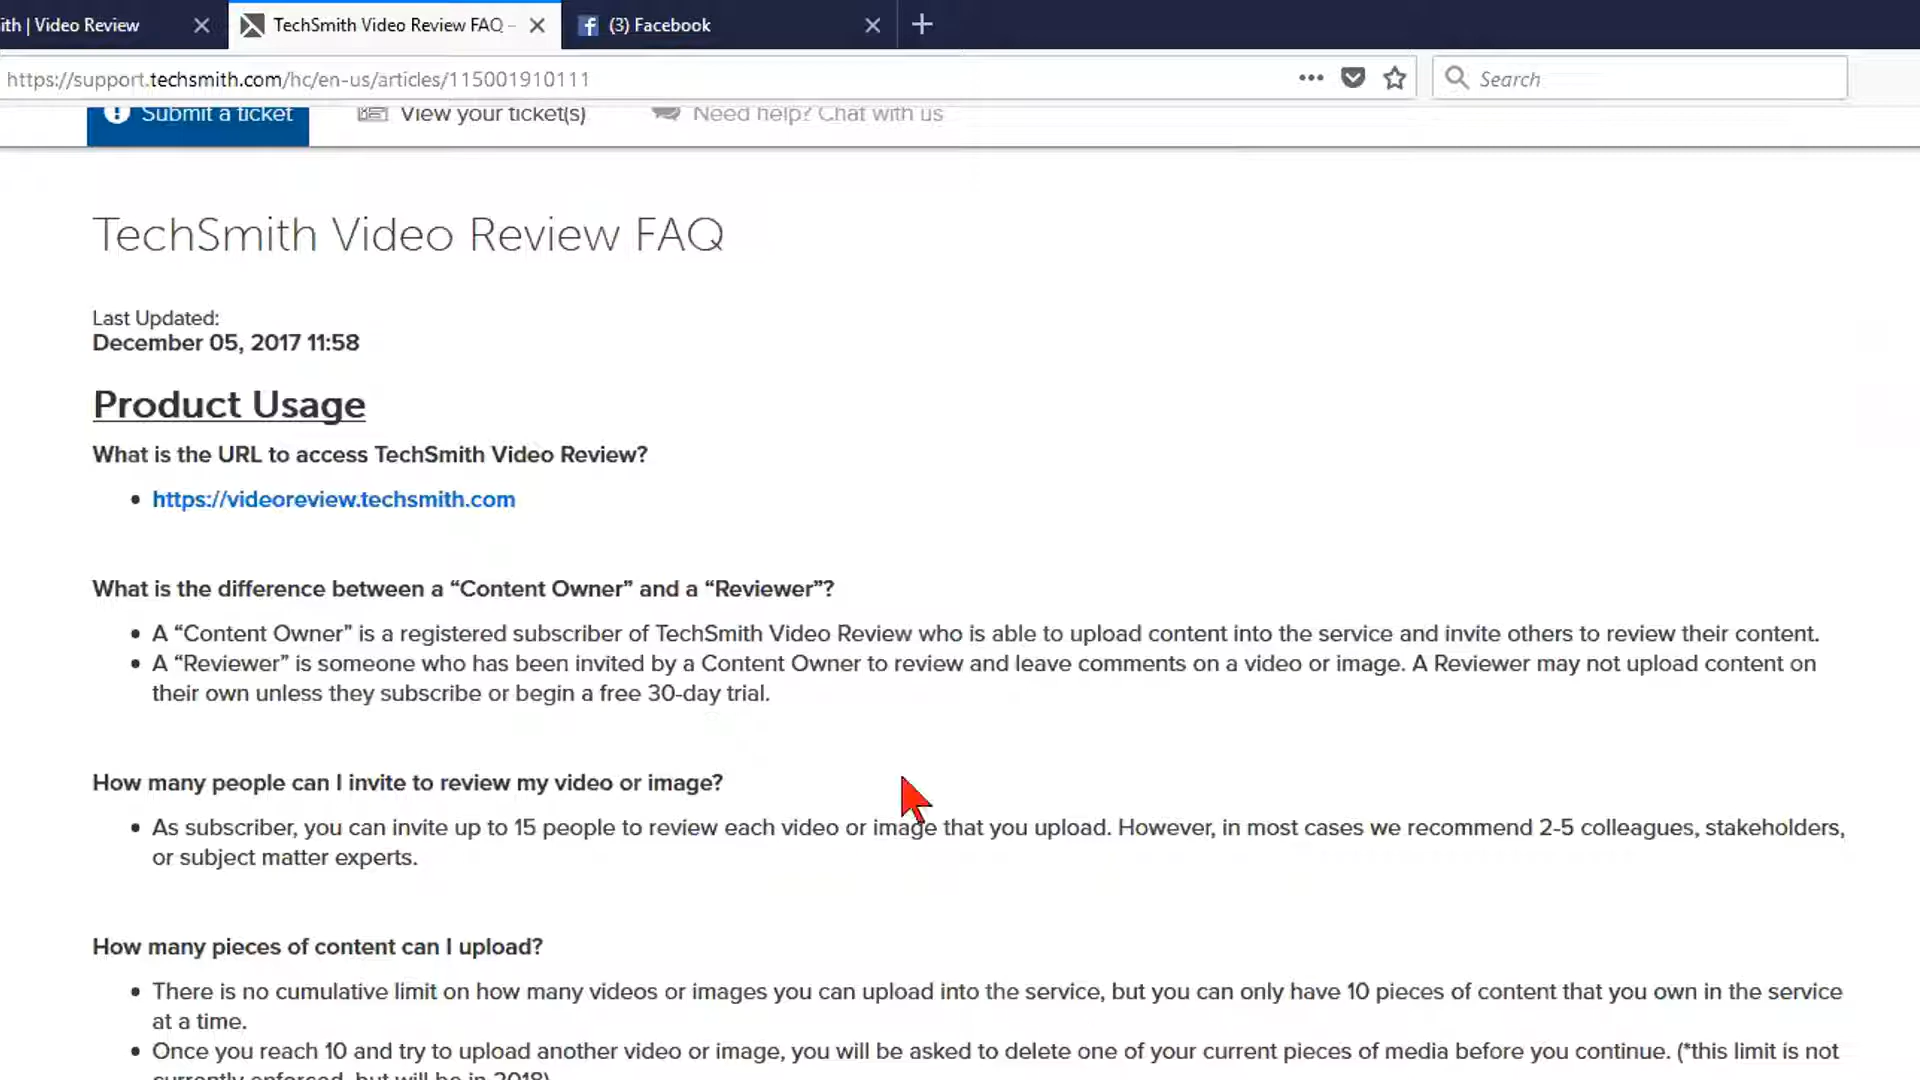 ith | Video Review
TechSmith Video Review FAQ –
(3) Facebook
https://support.techsmith.com/hc/en-us/articles/115001910111
Search
Submit a ticket
View your ticket(s)
Need help? Chat with us
TechSmith Video Review FAQ
Last Updated:
December 05, 2017 11:58
Product Usage
What is the URL to access TechSmith Video Review?
• https://videoreview.techsmith.com
What is the difference between a “Content Owner” and a “Reviewer”?
• A “Content Owner” is a registered subscriber of TechSmith Video Review who is able to upload content into the service and invite others to review their content.
• A “Reviewer” is someone who has been invited by a Content Owner to review and leave comments on a video or image. A Reviewer may not upload content on
their own unless they subscribe or begin a free 30-day trial.
How many people can I invite to review my video or image?
• As subscriber, you can invite up to 15 people to review each video or image that you upload. However, in most cases we recommend 2-5 colleagues, stakeholders,
or subject matter experts.
How many pieces of content can I upload?
• There is no cumulative limit on how many videos or images you can upload into the service, but you can only have 10 pieces of content that you own in the service
at a time.
• Once you reach 10 and try to upload another video or image, you will be asked to delete one of your current pieces of media before you continue. (*this limit is not
currently enforced, but will be in 2018)